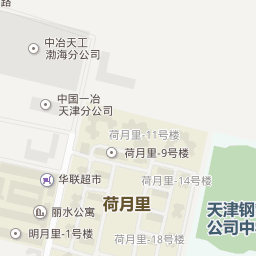 路
中冶天工
渤海分公司
中国一冶
天津分公司
荷月里-11号楼
荷月里-9号楼
华联超市
荷月里-14号楼
荷月里
丽水公寓
天津钢
公司中
明月里-1号楼
荷月里-18号楼